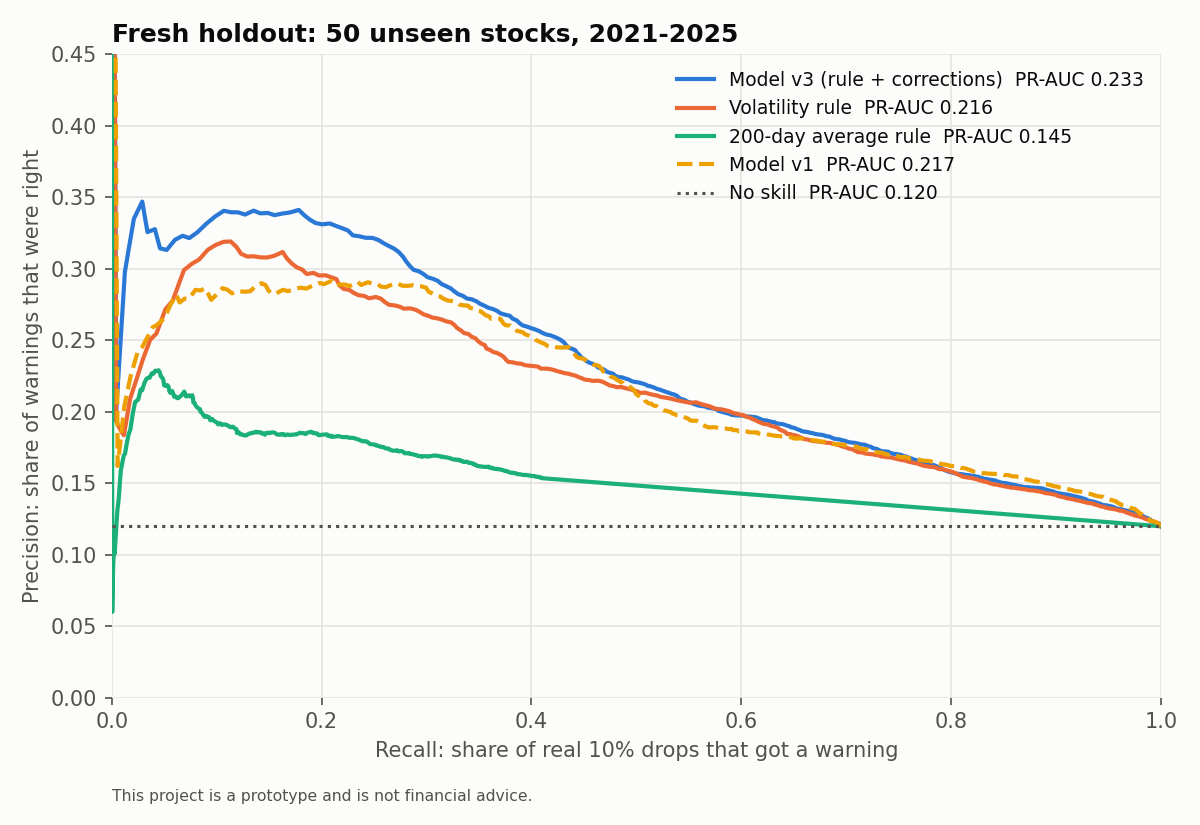 Fresh holdout: 50 unseen stocks, 2021-2025
Model v3 (rule + corrections)  PR-AUC 0.233
Volatility rule  PR-AUC 0.216
200-day average rule  PR-AUC 0.145
Model v1  PR-AUC 0.217
No skill  PR-AUC 0.120
Precision: share of warnings that were right
0.45
0.40
0.35
0.30
0.25
0.20
0.15
0.10
0.05
0.00
0.0 0.2 0.4 0.6 0.8 1.0
Recall: share of real 10% drops that got a warning
This project is a prototype and is not financial advice.